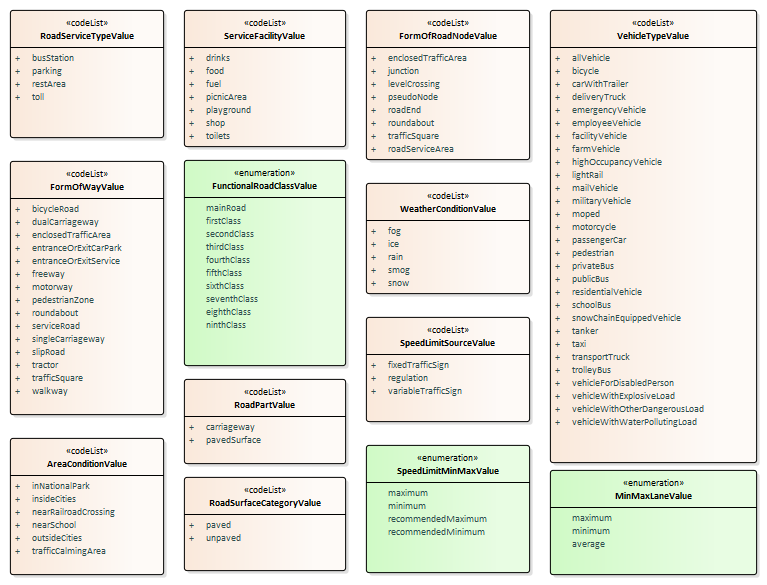 «codeList»
RoadServiceTypeValue
+ busStation
+ parking
+ restArea
+ toll
«codeList»
FormOfWayValue
+ bicycleRoad
+ dualCarriageway
+ enclosedTrafficArea
+ entranceOrExitCarPark
+ entranceOrExitService
+ freeway
+ motorway
+ pedestrianZone
+ roundabout
+ serviceRoad
+ singleCarriageway
+ slipRoad
+ tractor
+ trafficSquare
+ walkway
«codeList»
AreaConditionValue
+ inNationalPark
+ insideCities
+ nearRailroadCrossing
+ nearSchool
+ outsideCities
+ trafficCalmingArea
«codeList»
ServiceFacilityValue
+ drinks
+ food
+ fuel
+ picnicArea
+ playground
+ shop
+ toilets
«enumeration»
FunctionalRoadClassValue
mainRoad
firstClass
secondClass
thirdClass
fourthClass
fifthClass
sixthClass
seventhClass
eighthClass
ninthClass
«codeList»
RoadPartValue
+ carriageway
+ pavedSurface
«codeList»
RoadSurfaceCategoryValue
+ paved
+ unpaved
«codeList»
FormOfRoadNodeValue
+ enclosedTrafficArea
+ junction
+ levelCrossing
+ pseudoNode
+ roadEnd
+ roundabout
+ trafficSquare
+ roadServiceArea
«codeList»
WeatherConditionValue
+ fog
+ ice
+ rain
+ smog
+ snow
«codeList»
SpeedLimitSourceValue
+ fixedTrafficSign
+ regulation
+ variableTrafficSign
«enumeration»
SpeedLimitMinMaxValue
maximum
minimum
recommendedMaximum
recommendedMinimum
«codeList»
VehicleTypeValue
+ allVehicle
+ bicycle
+ carWithTrailer
+ deliveryTruck
+ emergencyVehicle
+ employeeVehicle
+ facilityVehicle
+ farmVehicle
+ highOccupancyVehicle
+ lightRail
+ mailVehicle
+ militaryVehicle
+ moped
+ motorcycle
+ passengerCar
+ pedestrian
+ privateBus
+ publicBus
+ residentialVehicle
+ schoolBus
+ snowChainEquippedVehicle
+ tanker
+ taxi
+ transportTruck
+ trolleyBus
+ vehicleForDisabledPerson
+ vehicleWithExplosiveLoad
+ vehicleWithOtherDangerousLoad
+ vehicleWithWaterPollutingLoad
«enumeration»
MinMaxLaneValue
maximum
minimum
average